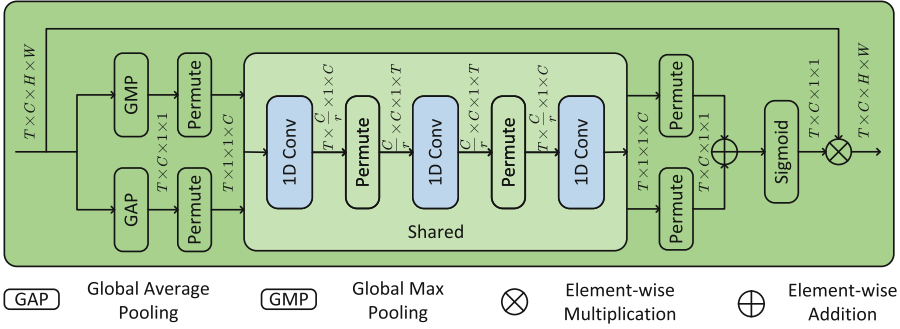 T×C×H×W
GMP
Permute
GAP
T×C×1×1
Permute
T×1×1×C
1D Conv
T×C/r×1×C
Permute
C/r×C×1×T
1D Conv
C/r×C×1×T
Permute
T×C/r×1×C
1D Conv
Shared
T×1×1×C
Permute
Permute
T×C×1×1
Sigmoid
T×C×1×1
T×C×H×W
GAP
Global Average
Pooling
GMP
Global Max
Pooling
Element-wise
Multiplication
Element-wise
Addition